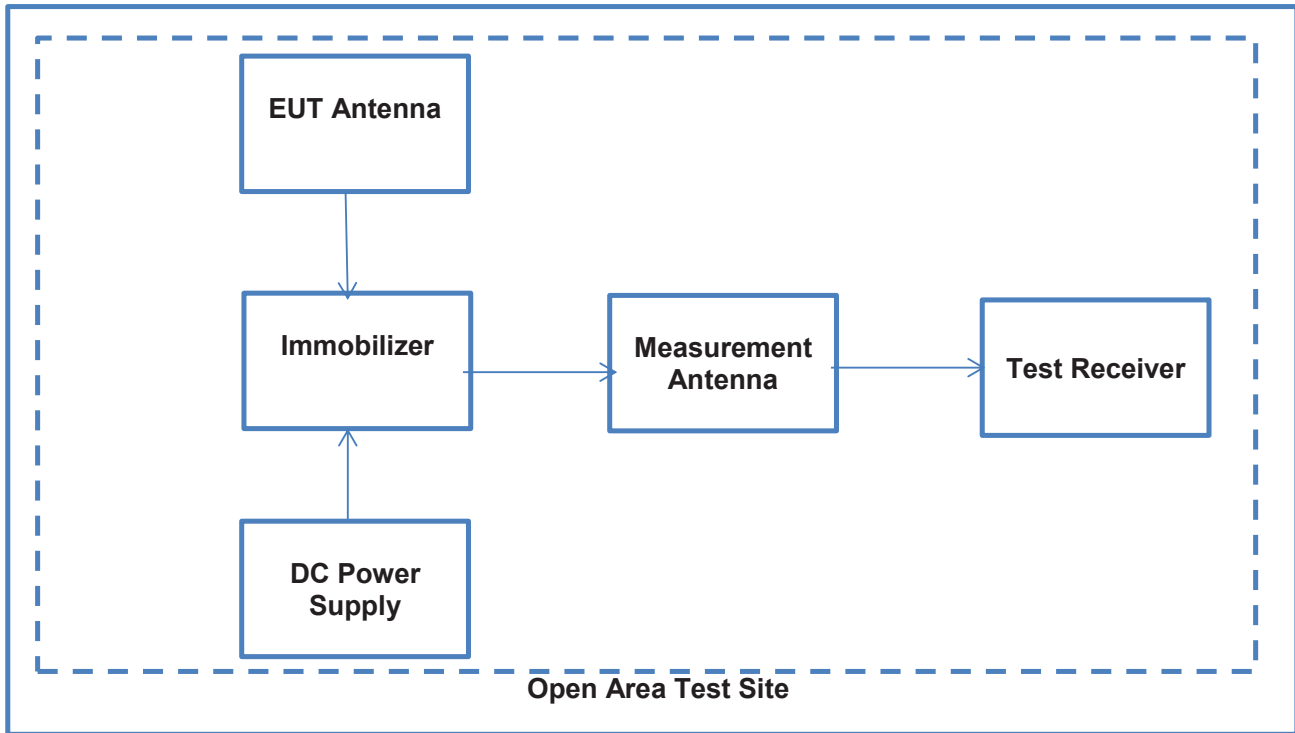 EUT Antenna
Immobilizer
Measurement
Antenna
Test Receiver
DC Power
Supply
Open Area Test Site